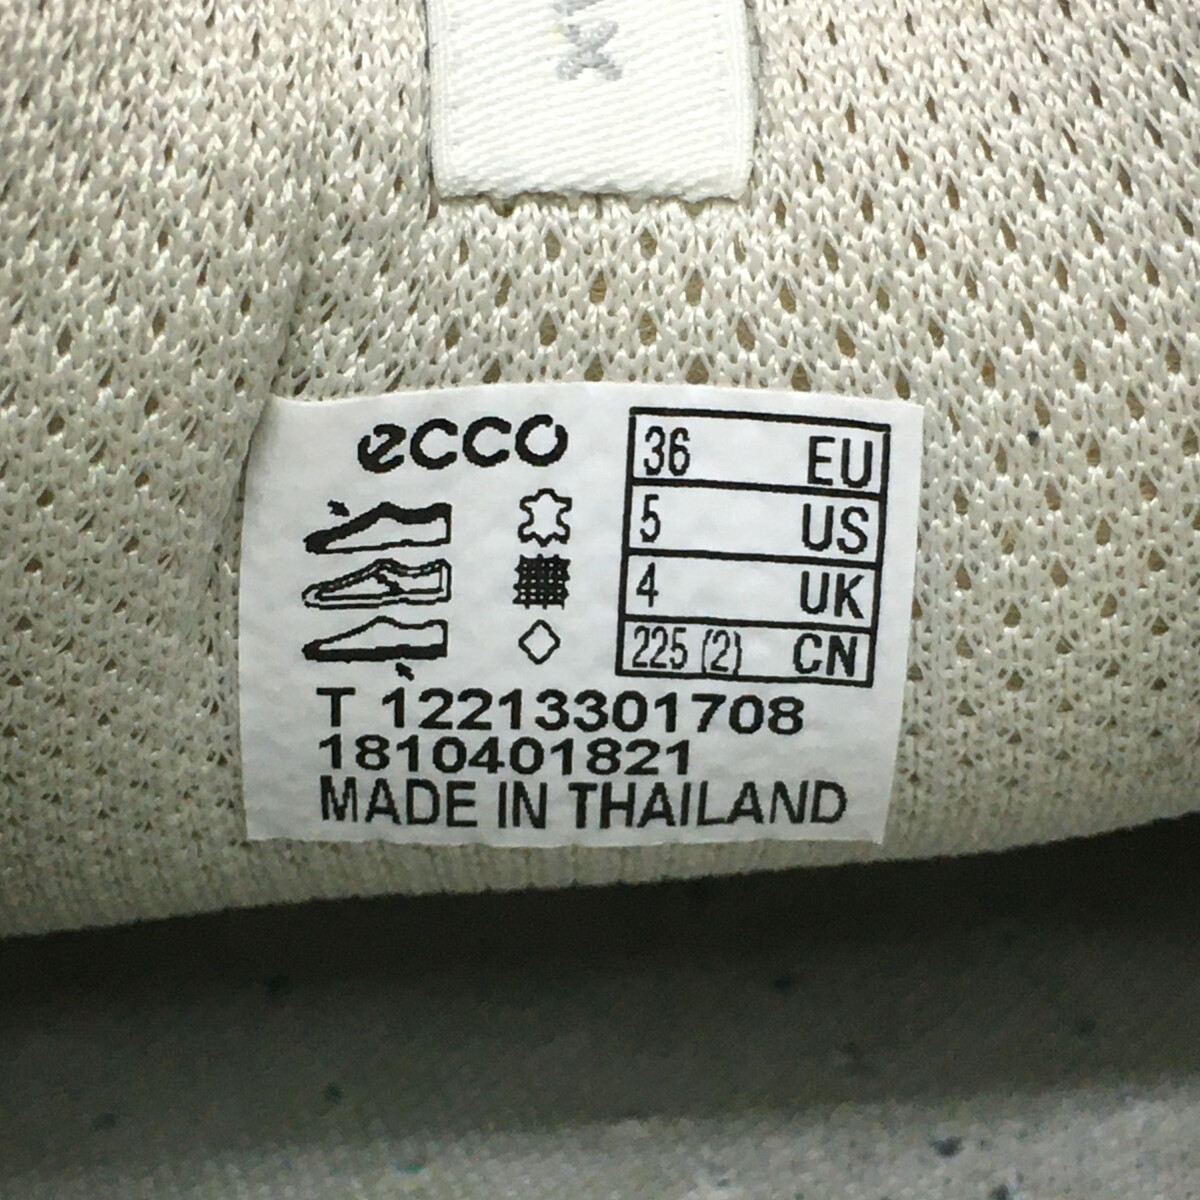 ecco
36 EU
5 US
4 UK
225 (2) CN
T 12213301708
1810401821
MADE IN THAILAND